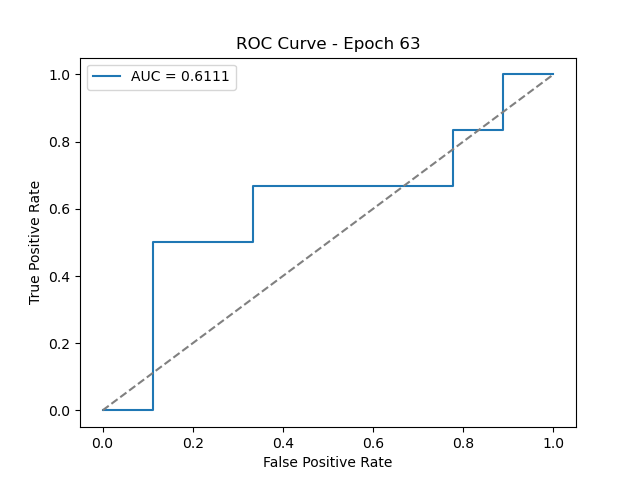 ROC Curve - Epoch 63
AUC = 0.6111
True Positive Rate
1.0
0.8
0.6
0.4
0.2
0.0
0.0 0.2 0.4 0.6 0.8 1.0
False Positive Rate